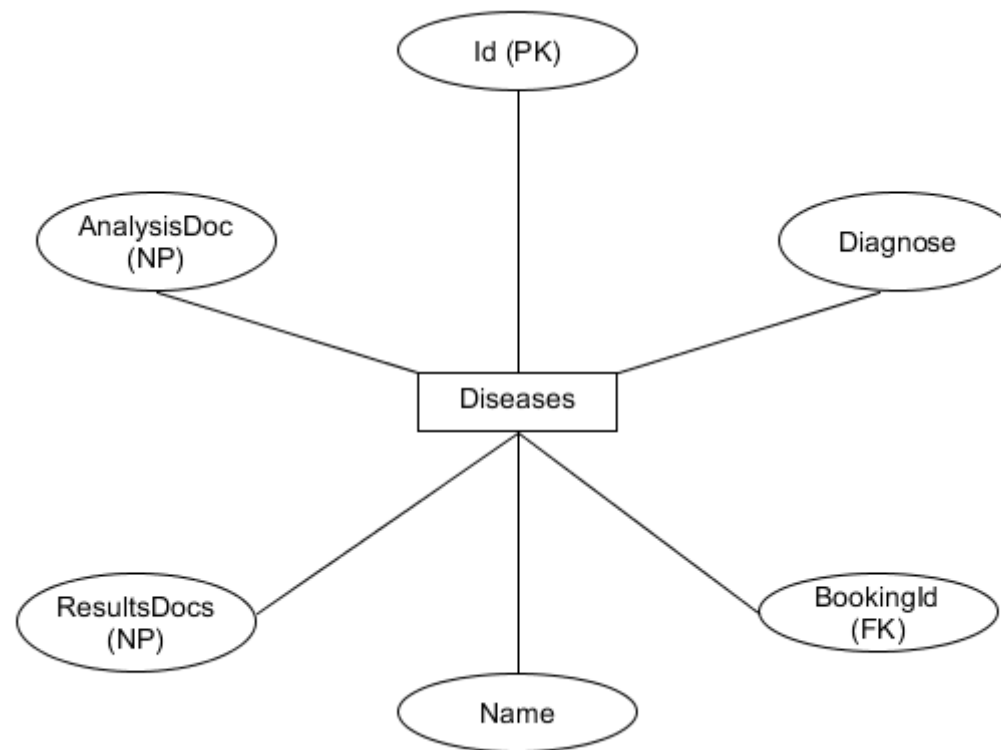 Id (PK)
AnalysisDoc
(NP)
Diagnose
Diseases
ResultsDocs
(NP)
BookingId
(FK)
Name